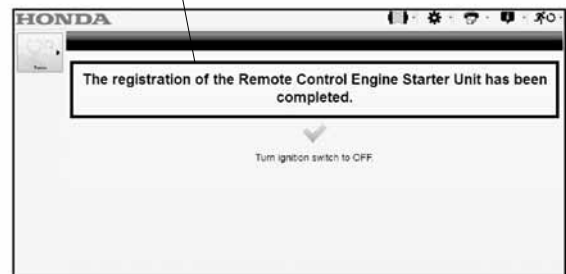 HONDA
The registration of the Remote Control Engine Starter Unit has been
completed.
Turn ignition switch to OFF.